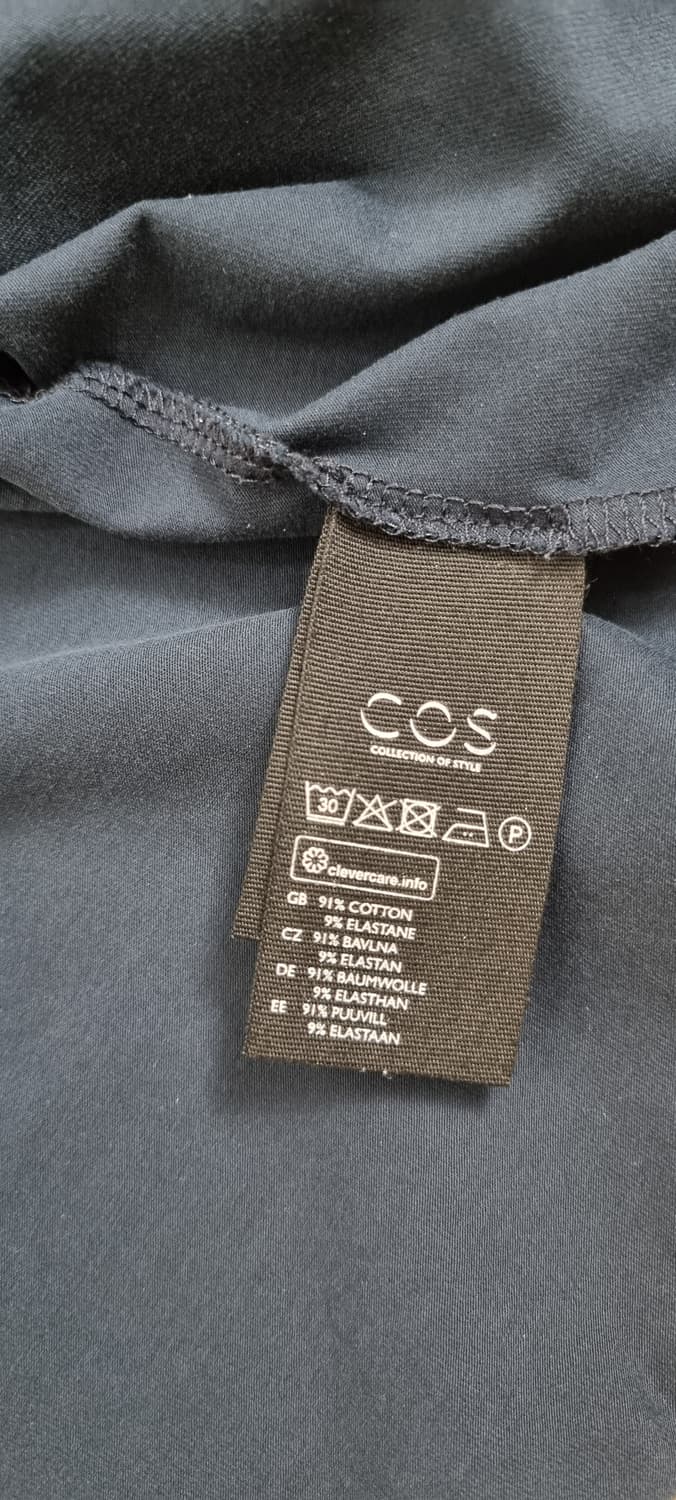 COS
COLLECTION OF STYLE
30
P
clevercare.info
GB 91% COTTON
9% ELASTANE
CZ 91% BAVLNA
9% ELASTAN
DE 91% BAUMWOLLE
9% ELASTHAN
EE 91% PUUVILL
9% ELASTAAN